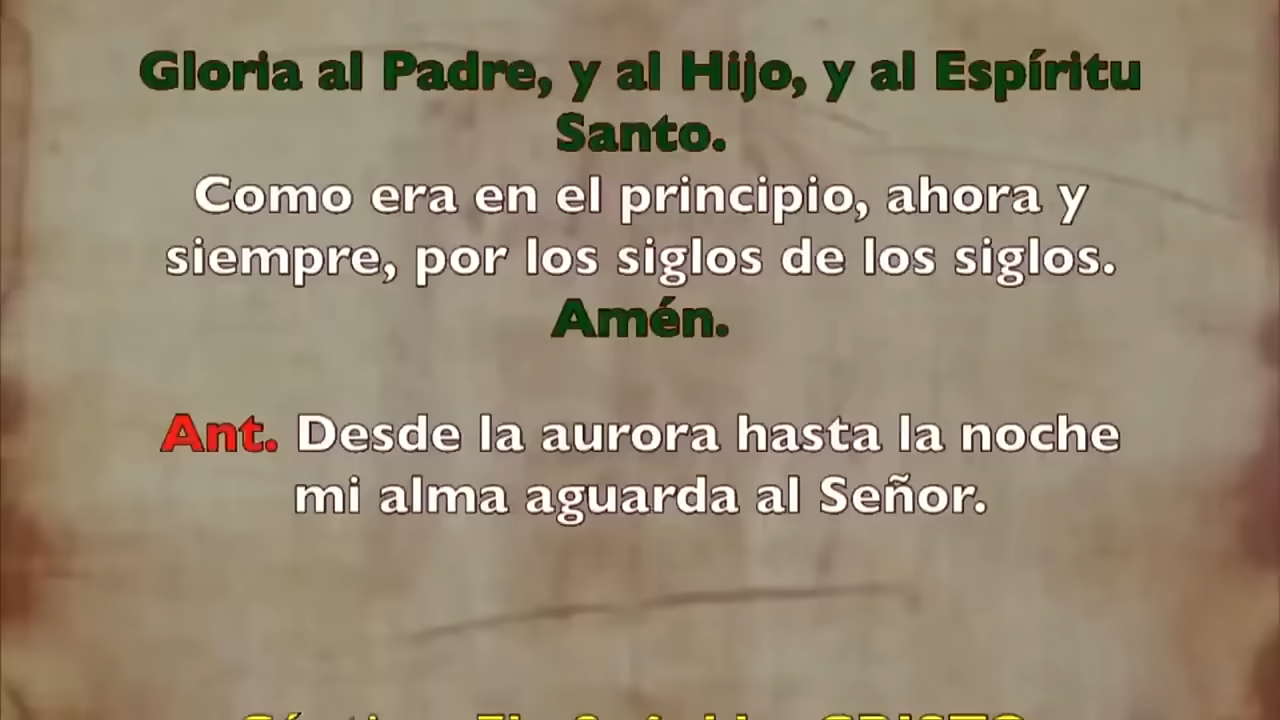 Gloria al Padre, y al Hijo, y al Espíritu
Santo.
Como era en el principio, ahora y
siempre, por los siglos de los siglos.
Amén.
Ant. Desde la aurora hasta la noche
mi alma aguarda al Señor.